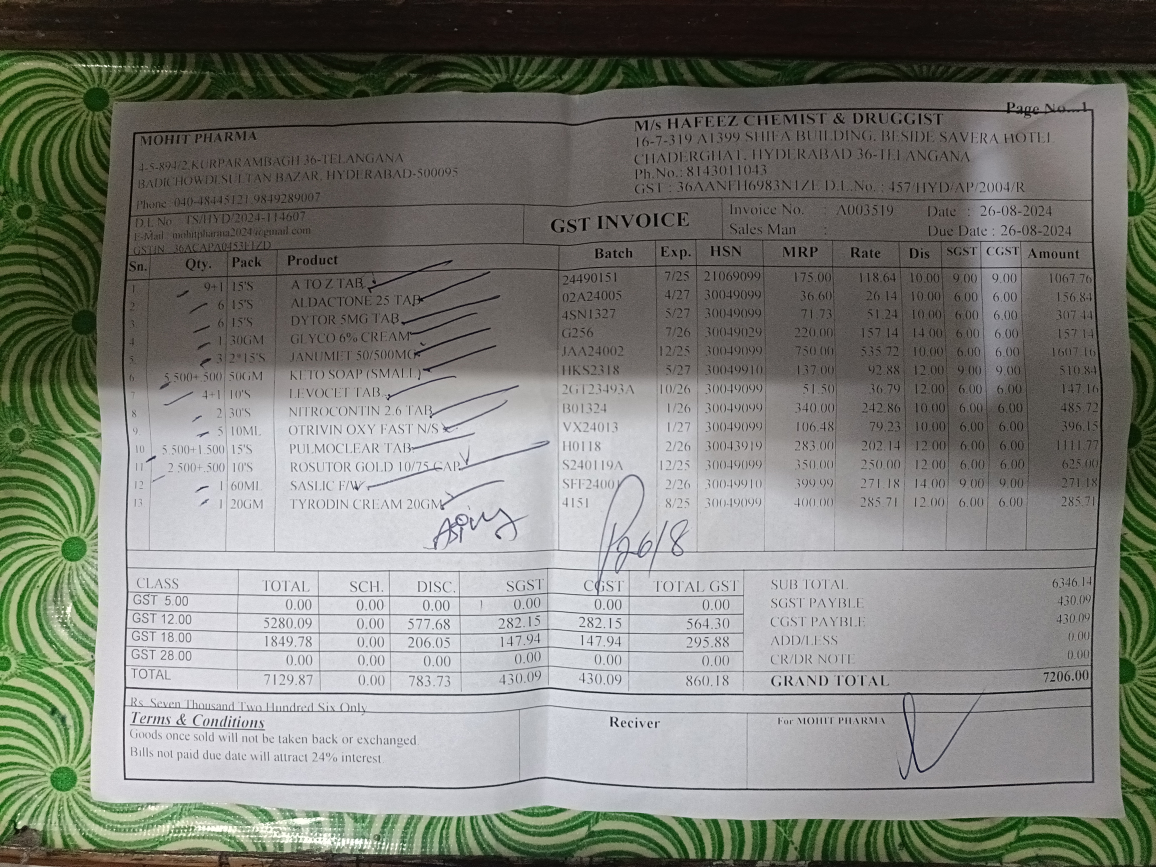 Page No...1
MOHIT PHARMA
4-5-894/2,KURPARAMBAGH 36-TELANGANA
BADICHOWDESULTAN BAZAR, HYDERABAD-500095
Phone 040-48445121,9849289007
D.L.No. TS/HYD/2024-114607
E-Mail : mohitpharma2024@gmail.com
GSTIN 36ACAPA0453F1ZD
M/s HAFEEZ CHEMIST & DRUGGIST
16-7-319 A1399 SHIFA BUILDING, BESIDE SAVERA HOTEL
CHADERGHAT, HYDERABAD 36-TELANGANA
Ph.No.: 8143011043
GST : 36AANFH6983N1ZE D.L.No.: 457/HYD/AP/2004/R
GST INVOICE
Invoice No. : A003519 Date : 26-08-2024
Sales Man : Due Date : 26-08-2024
Sn. Qty. Pack Product Batch Exp. HSN MRP Rate Dis SGST CGST Amount
1 9+1 15'S A TO Z TAB 24490151 7/25 21069099 175.00 118.64 10.00 9.00 9.00 1067.76
2 6 15'S ALDACTONE 25 TAB 02A24005 4/27 30049099 36.60 26.14 10.00 6.00 6.00 156.84
3 6 15'S DYTOR 5MG TAB 4SN1327 5/27 30049099 71.73 51.24 10.00 6.00 6.00 307.44
4 1 30GM GLYCO 6% CREAM G256 7/26 30049029 220.00 157.14 14.00 6.00 6.00 157.14
5 3 2*15'S JANUMET 50/500MG JAA24002 12/25 30049099 750.00 535.72 10.00 6.00 6.00 1607.16
6 5.500+.500 50GM KETO SOAP (SMALL) HKS2318 5/27 30049910 137.00 92.88 12.00 9.00 9.00 510.84
7 4+1 10'S LEVOCET TAB 2GT23493A 10/26 30049099 51.50 36.79 12.00 6.00 6.00 147.16
8 2 30'S NITROCONTIN 2.6 TAB B01324 1/26 30049099 340.00 242.86 10.00 6.00 6.00 485.72
9 5 10ML OTRIVIN OXY FAST N/S VX24013 1/27 30049099 106.48 79.23 10.00 6.00 6.00 396.15
10 5.500+1.500 15'S PULMOCLEAR TAB H0118 2/26 30043919 283.00 202.14 12.00 6.00 6.00 1111.77
11 2.500+.500 10'S ROSUTOR GOLD 10/75 CAP S240119A 12/25 30049099 350.00 250.00 12.00 6.00 6.00 625.00
12 1 60ML SASLIC F/W SFF24001 2/26 30049910 399.99 271.18 14.00 9.00 9.00 271.18
13 1 20GM TYRODIN CREAM 20GM 4151 8/25 30049099 400.00 285.71 12.00 6.00 6.00 285.71
26/8
CLASS TOTAL SCH. DISC. SGST CGST TOTAL GST
GST 5.00 0.00 0.00 0.00 0.00 0.00 0.00
GST 12.00 5280.09 0.00 577.68 282.15 282.15 564.30
GST 18.00 1849.78 0.00 206.05 147.94 147.94 295.88
GST 28.00 0.00 0.00 0.00 0.00 0.00 0.00
TOTAL 7129.87 0.00 783.73 430.09 430.09 860.18
SUB TOTAL 6346.14
SGST PAYBLE 430.09
CGST PAYBLE 430.09
ADD/LESS 0.00
CR/DR NOTE 0.00
GRAND TOTAL 7206.00
Rs. Seven Thousand Two Hundred Six Only
Terms & Conditions
Goods once sold will not be taken back or exchanged.
Bills not paid due date will attract 24% interest.
Reciver
For MOHIT PHARMA